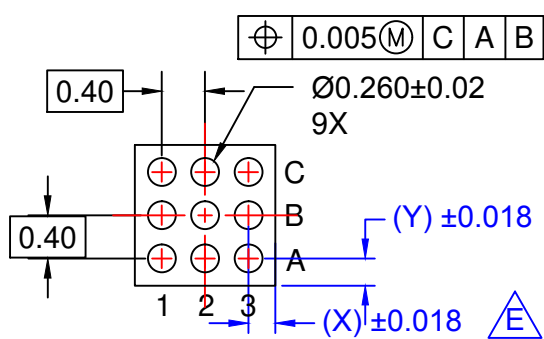 ⌖ 0.005Ⓜ C A B
0.40
Ø0.260±0.02
9X
C
B
(Y) ±0.018
0.40
A
1 2 3
(X) ±0.018
E